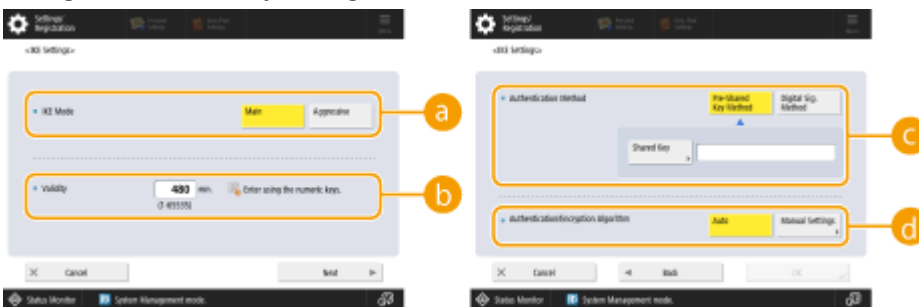 Settings/
Registration
<IKE Settings>
IKE Mode
Main
Aggressive
a
Validity
480 min.
Enter using the numeric keys.
(1-65535)
b
Cancel
Next
Status Monitor
System Management mode.
Settings/
Registration
<IKE Settings>
Authentication Method
Pre-Shared
Key Method
Digital Sig.
Method
Shared Key
c
Authentication/Encryption Algorithm
Auto
Manual Settings
d
Cancel
Back
OK
Status Monitor
System Management mode.